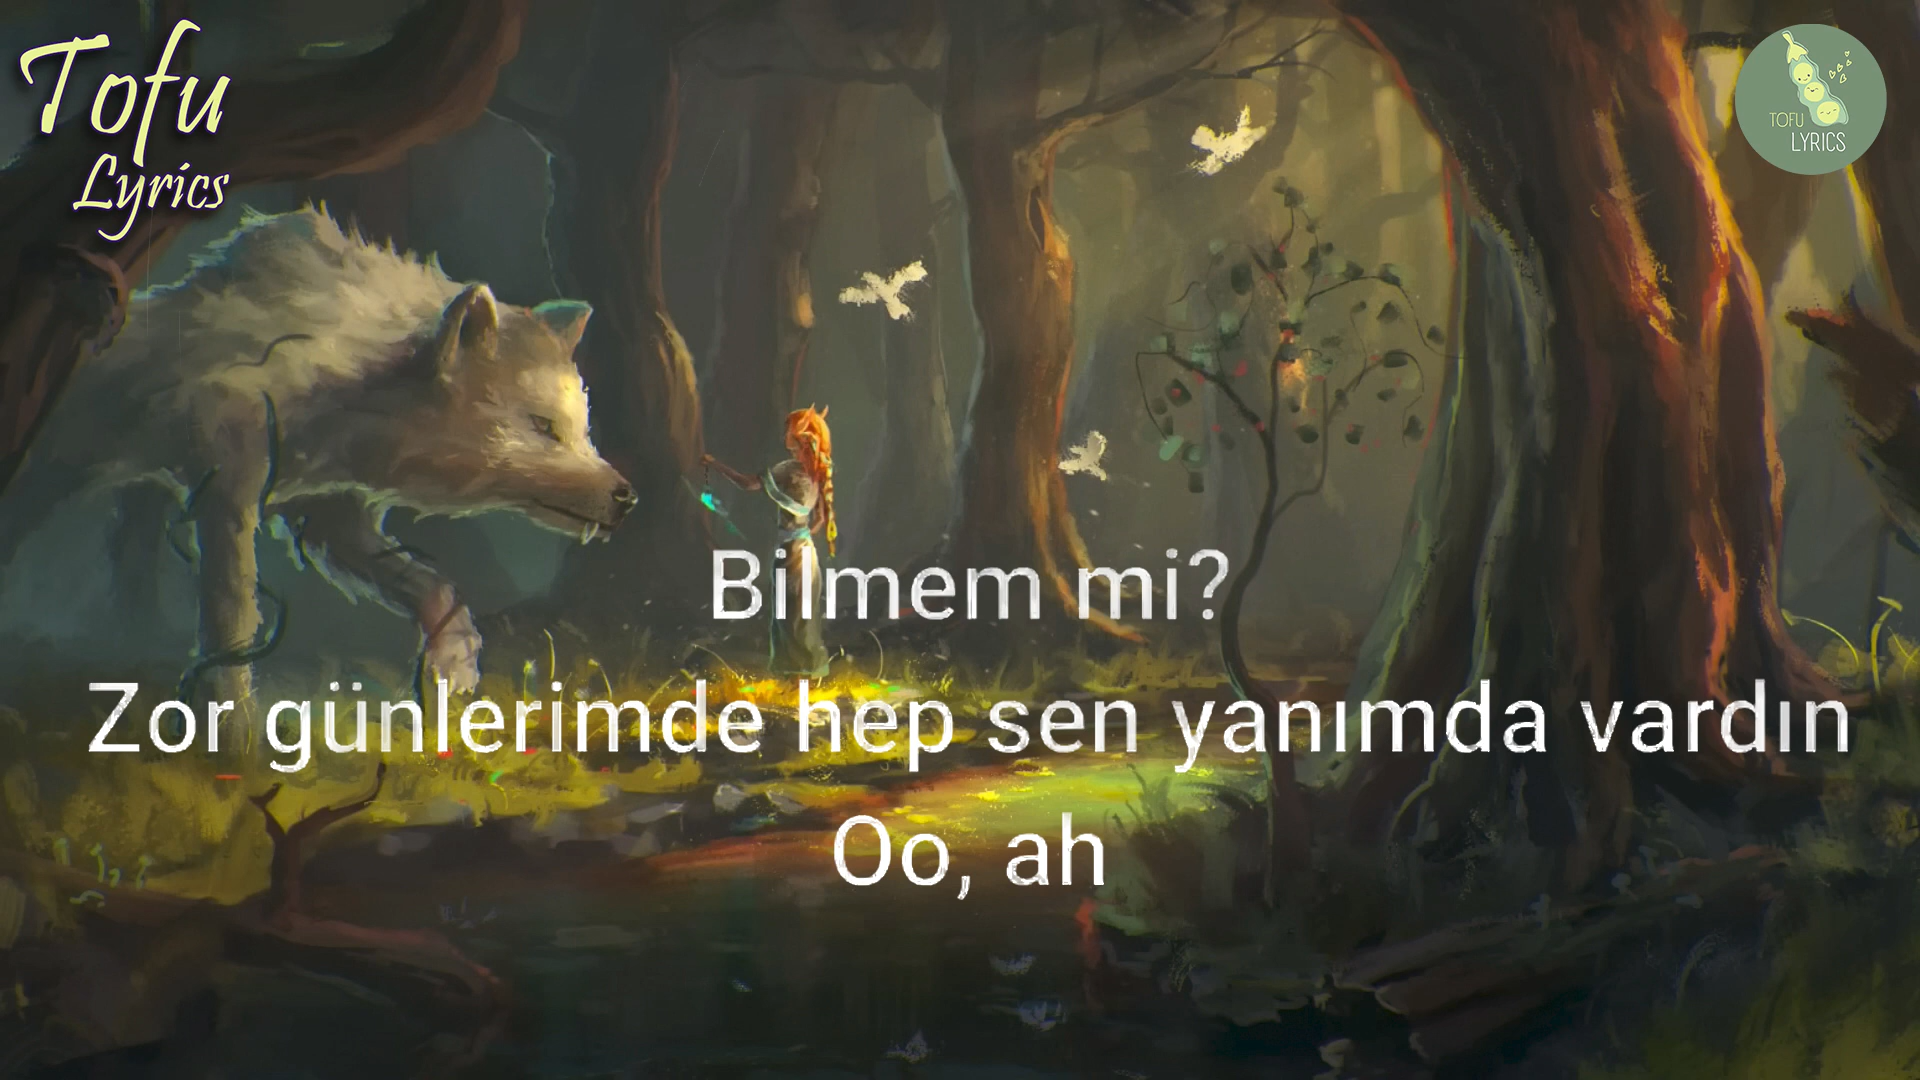 Tofu
Lyrics
TOFU
LYRICS
Bilmem mi?
Zor günlerimde hep sen yanımda vardın
Oo, ah